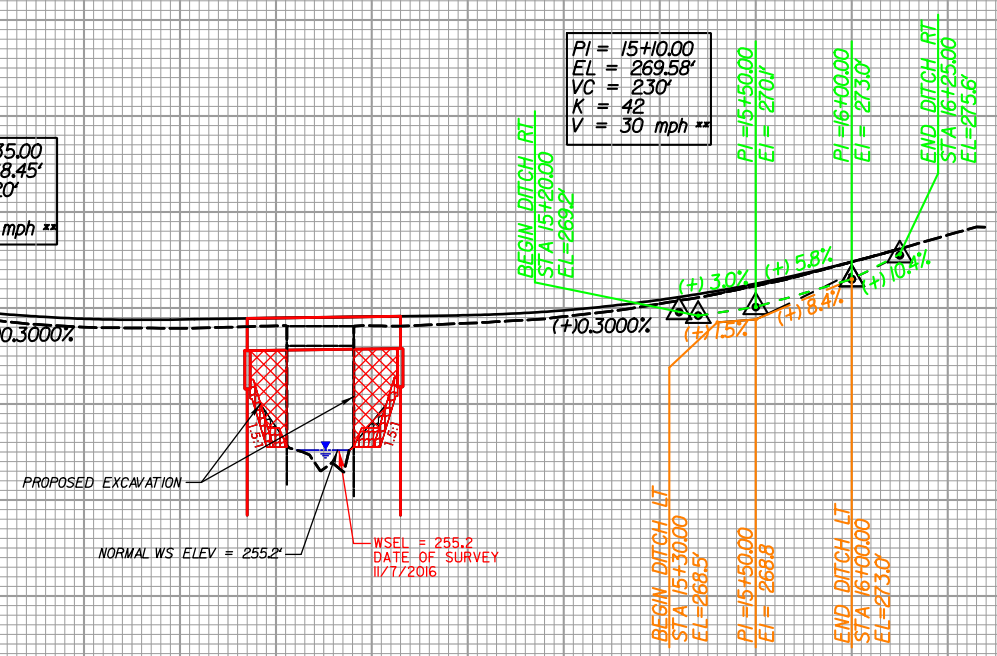 PI = 15+10.00
EL = 269.58'
VC = 230'
K = 42
V = 30 mph **
35.00
8.45'
20'
mph **
BEGIN DITCH RT
STA 15+20.00
EL=269.2'
PI =15+50.00
El = 270.1'
PI =16+00.00
El = 273.0'
END DITCH RT
STA 16+25.00
EL=275.6'
(+) 3.0%
(+) 5.8%
(+) 10.4%
(+) 8.4%
(+)1.5%
(+)0.3000%
0.3000%
1.5:1
1.5:1
PROPOSED EXCAVATION
NORMAL WS ELEV = 255.2'
WSEL = 255.2
DATE OF SURVEY
11/7/2016
BEGIN DITCH LT
STA 15+30.00
EL=268.5'
PI =15+50.00
El = 268.8
END DITCH LT
STA 16+00.00
EL=273.0'